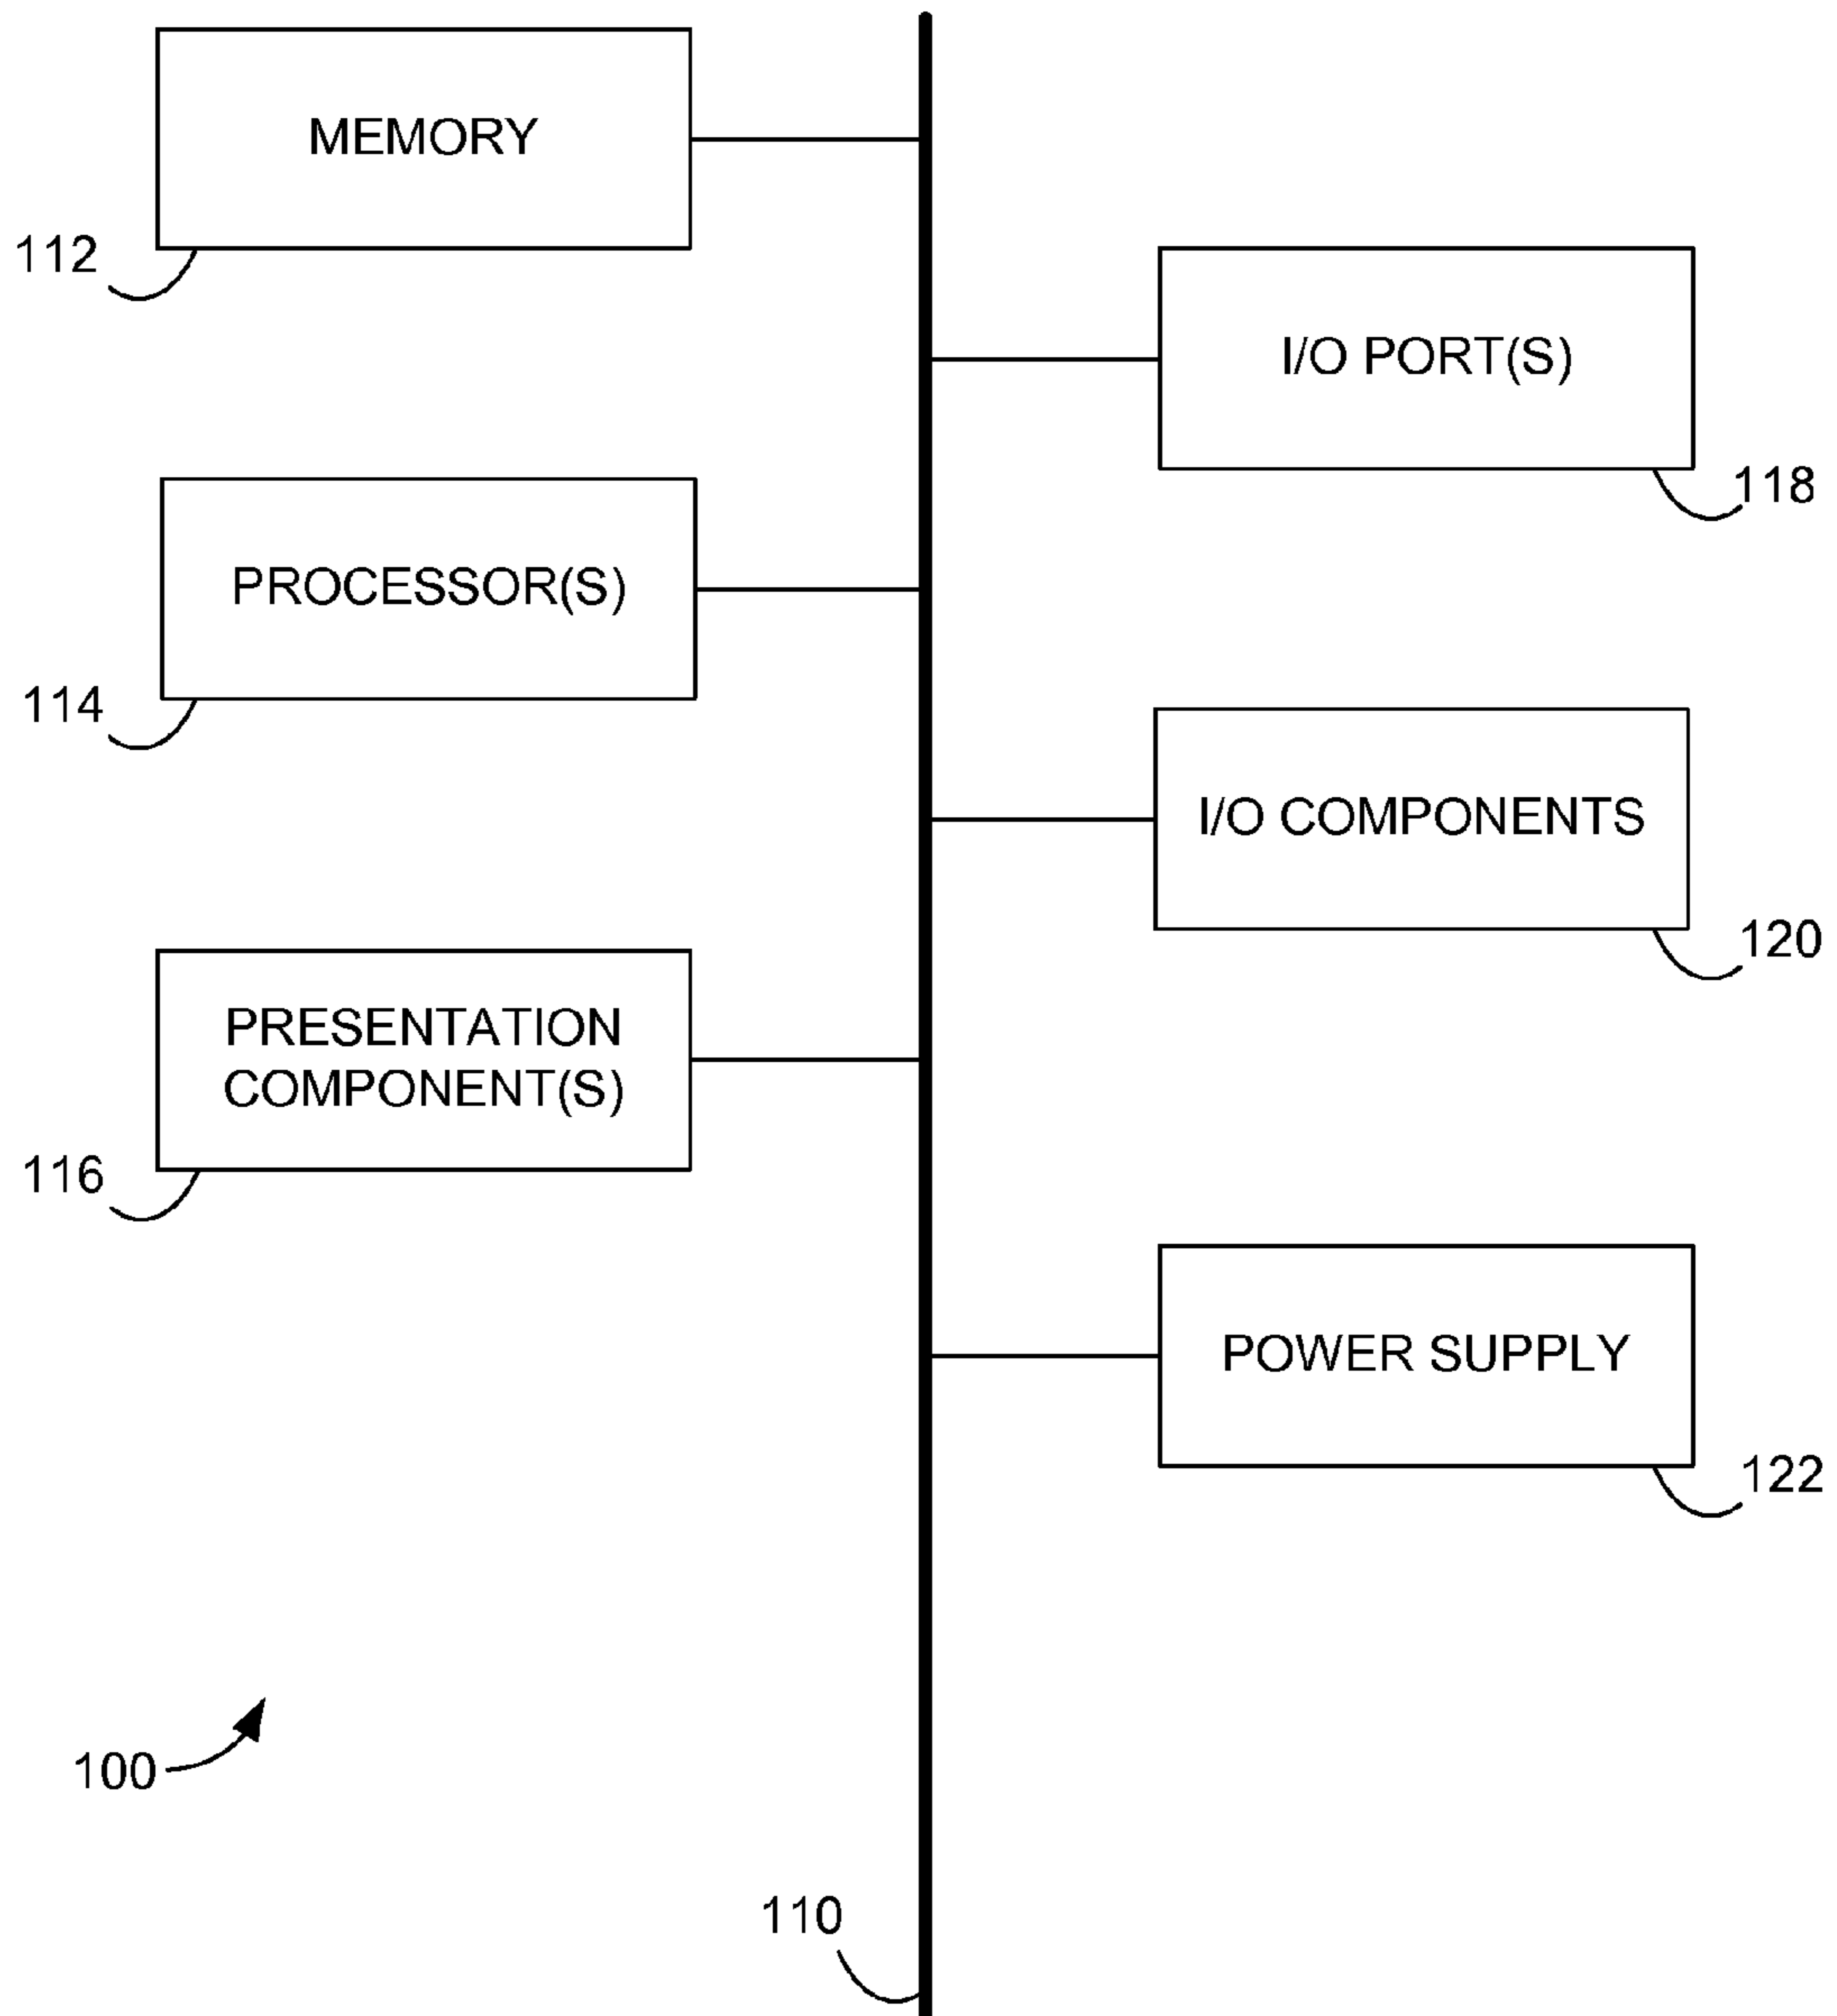 MEMORY
112
I/O PORT(S)
118
PROCESSOR(S)
114
I/O COMPONENTS
120
PRESENTATION
COMPONENT(S)
116
POWER SUPPLY
122
100
110